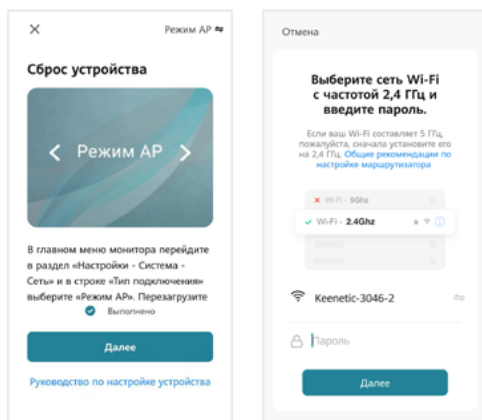 Режим AP
Сброс устройства
Режим AP
В главном меню монитора перейдите
в раздел «Настройки - Система -
Сеть» и в строке «Тип подключения»
выберите «Режим AP». Перезагрузите
Выполнено
Далее
Руководство по настройке устройства
Отмена
Выберите сеть Wi-Fi
с частотой 2,4 ГГц и
введите пароль.
Если ваш Wi-Fi составляет 5 ГГц,
пожалуйста, сначала установите его
на 2,4 ГГц. Общие рекомендации по
настройке маршрутизатора
Wi-Fi - 5Ghz
Wi-Fi - 2.4Ghz
Keenetic-3046-2
Пароль
Далее